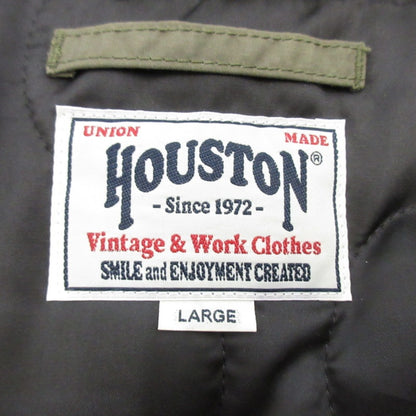 UNION MADE
HOUSTON®
- Since 1972 -
Vintage & Work Clothes
SMILE and ENJOYMENT CREATED
LARGE